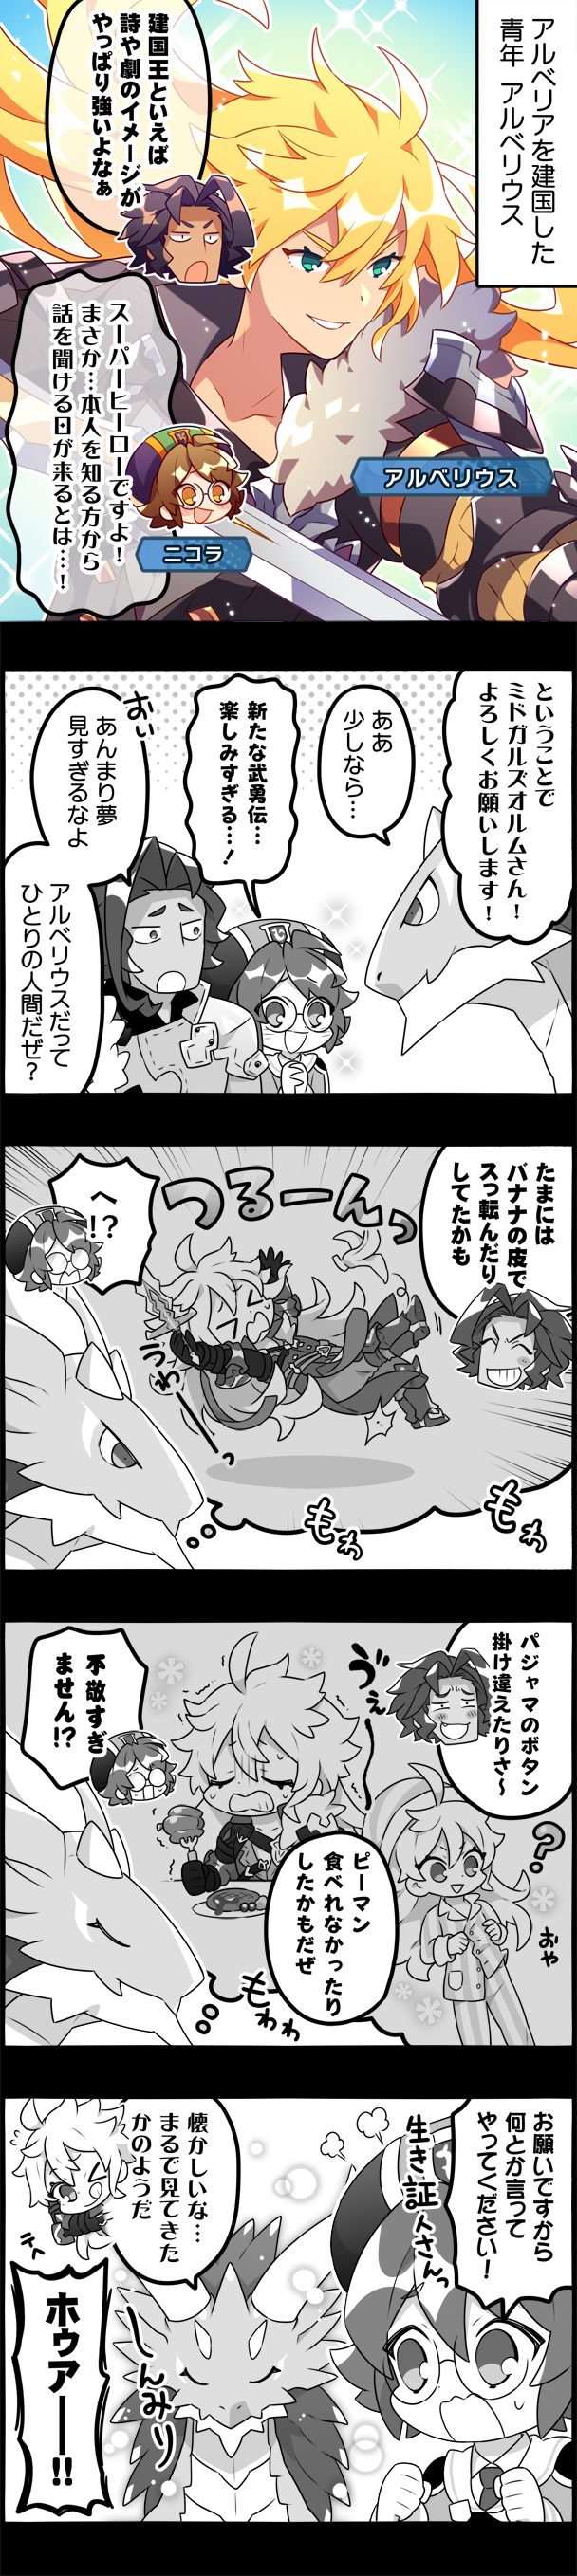 アルベリアを建国した
青年 アルベリウス
建国王といえば
詩や劇のイメージが
やっぱり強いよなぁ
スーパーヒーローですよ！
まさか…本人を知る方から
話を聞ける日が来るとは…！
アルベリウス
ニコラ
ということで
ミドガルズオルムさん！
よろしくお願いします！
ああ
少しなら…
新たな武勇伝…
楽しみすぎる…！
おい
あんまり夢
見すぎるなよ
アルベリウスだって
ひとりの人間だぜ？
たまには
バナナの皮で
スっ転んだり
してたかも
つるーんっ
へ!?
うわーっ
もわ
もわ
パジャマのボタン
掛け違えたりさ～
うぇ
不敬すぎ
ません!?
？
おや
ピーマン
食べれなかったり
したかもだぜ
もわわ
お願いですから
何とか言って
やってください！
生き証人さんっ
懐かしいな…
まるで見てきた
かのようだ
しんみり
テヘ
ホゥアーー!!